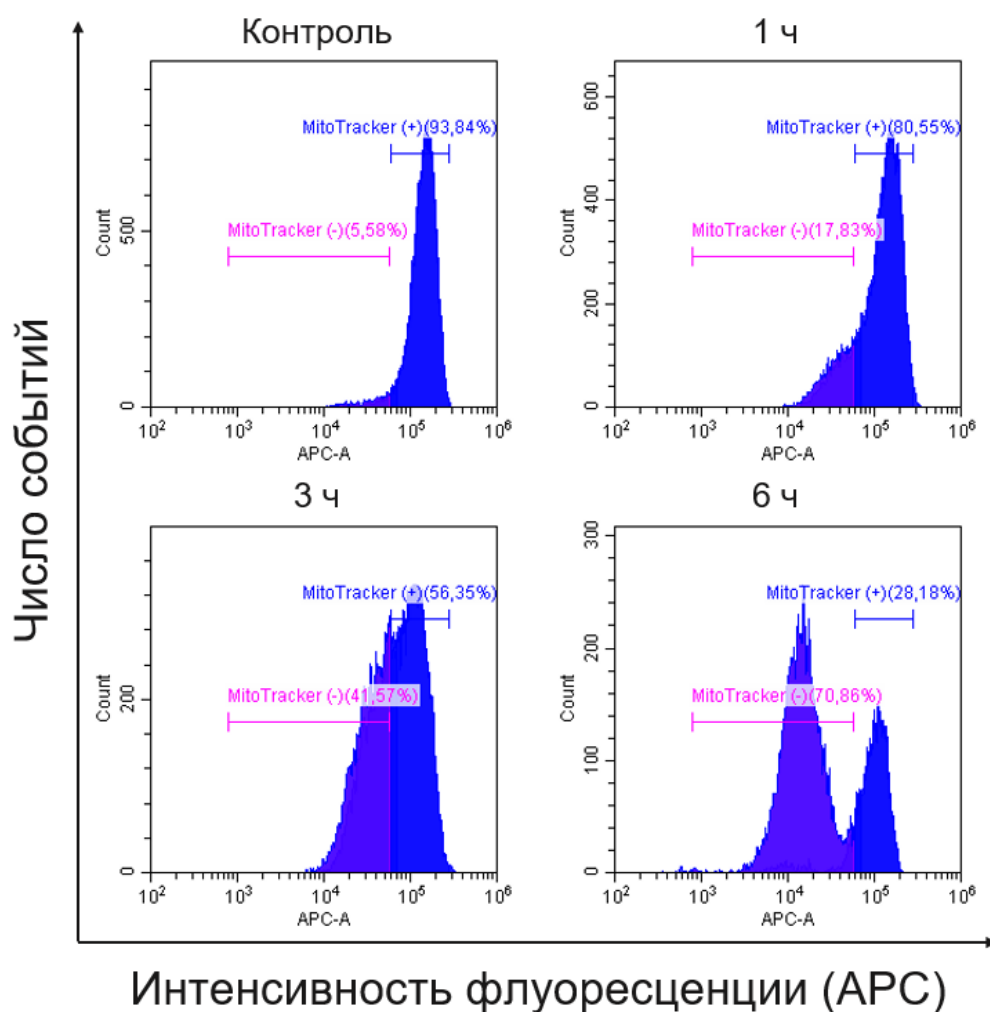 Контроль
1 ч
MitoTracker (+)(93,84%)
MitoTracker (-)(5,58%)
Count
500
0
10² 10³ 10⁴ 10⁵ 10⁶
APC-A
MitoTracker (+)(80,55%)
MitoTracker (-)(17,83%)
Count
600
400
200
0
10² 10³ 10⁴ 10⁵ 10⁶
APC-A
3 ч
6 ч
MitoTracker (+)(56,35%)
MitoTracker (-)(41,57%)
Count
200
0
10² 10³ 10⁴ 10⁵ 10⁶
APC-A
MitoTracker (+)(28,18%)
MitoTracker (-)(70,86%)
Count
300
200
100
0
10² 10³ 10⁴ 10⁵ 10⁶
APC-A
Число событий
Интенсивность флуоресценции (APC)